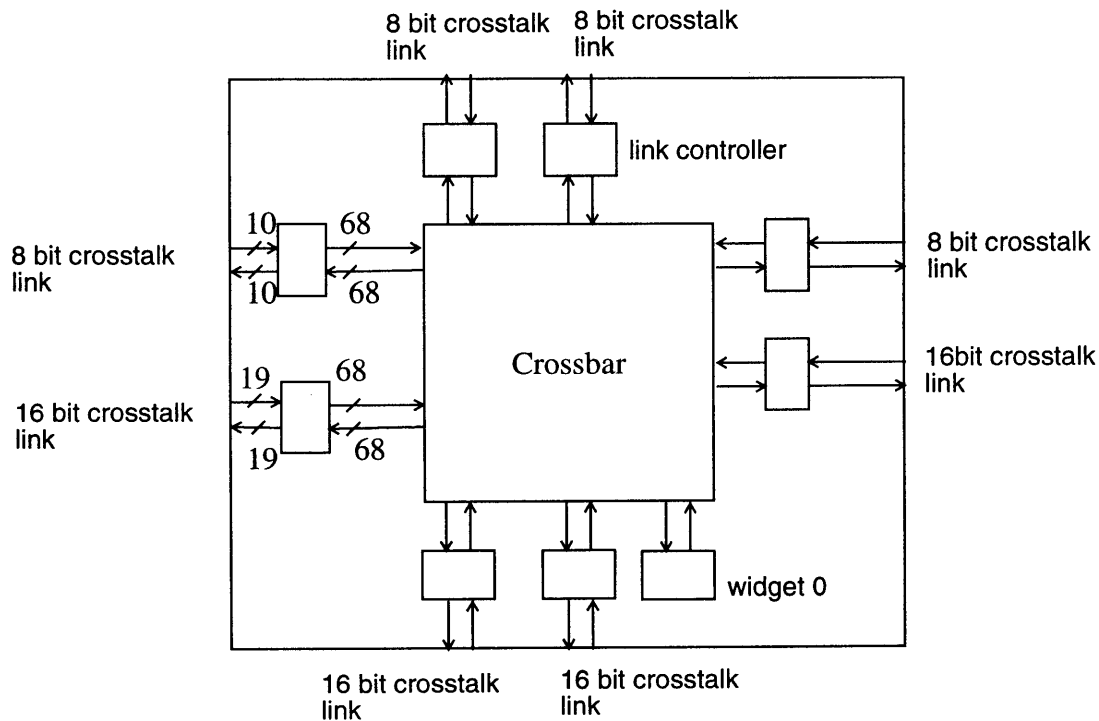 8 bit crosstalk
link
8 bit crosstalk
link
link controller
10
68
8 bit crosstalk
link
10
68
8 bit crosstalk
link
Crossbar
19
68
16 bit crosstalk
link
19
68
16bit crosstalk
link
widget 0
16 bit crosstalk
link
16 bit crosstalk
link